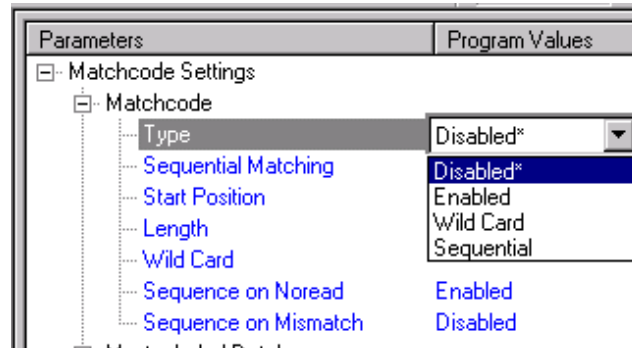 Parameters Program Values
Matchcode Settings
Matchcode
Type Disabled*
Sequential Matching Disabled*
Start Position Enabled
Length Wild Card
Wild Card Sequential
Sequence on Noread Enabled
Sequence on Mismatch Disabled